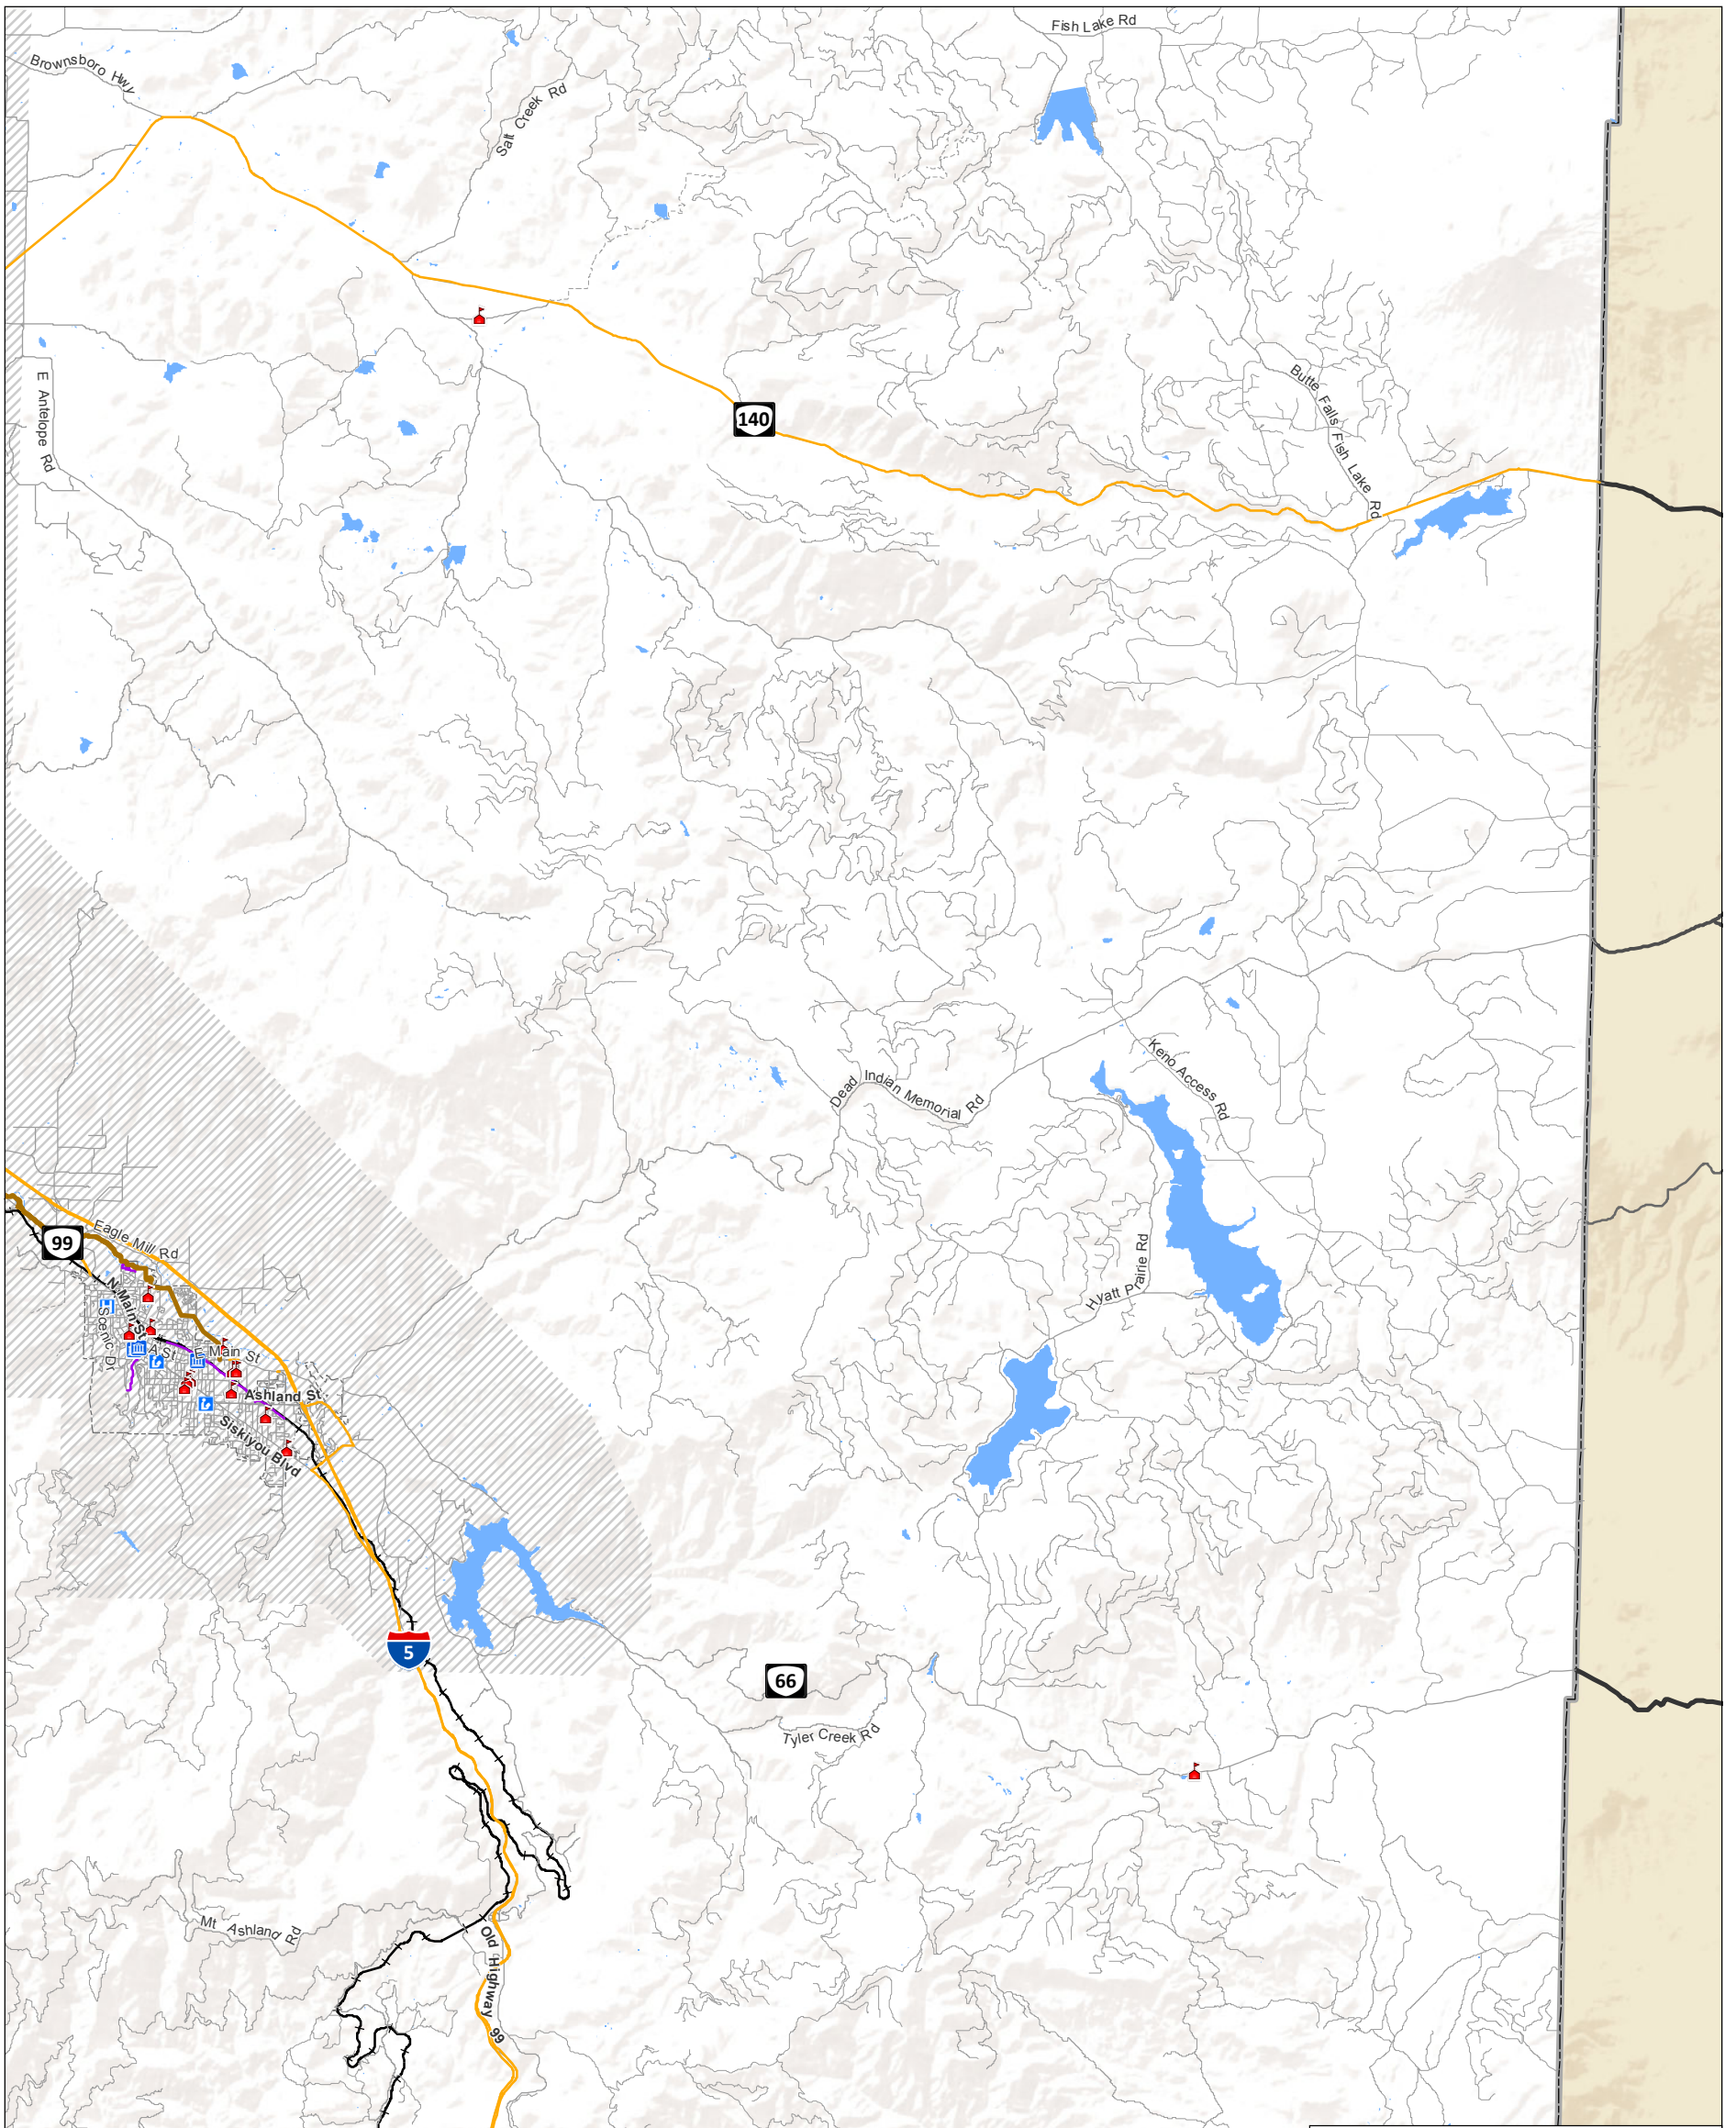 Fish Lake Rd
Brownsboro Hwy
Salt Creek Rd
E Antelope Rd
Butte Falls Fish Lake Rd
140
Keno Access Rd
Dead Indian Memorial Rd
99
Eagle Mill Rd
Hyatt Prairie Rd
N Main St
Scenic Dr
H
A St
E Main St
Ashland St
Siskiyou Blvd
5
66
Tyler Creek Rd
Mt Ashland Rd
Old Highway 99